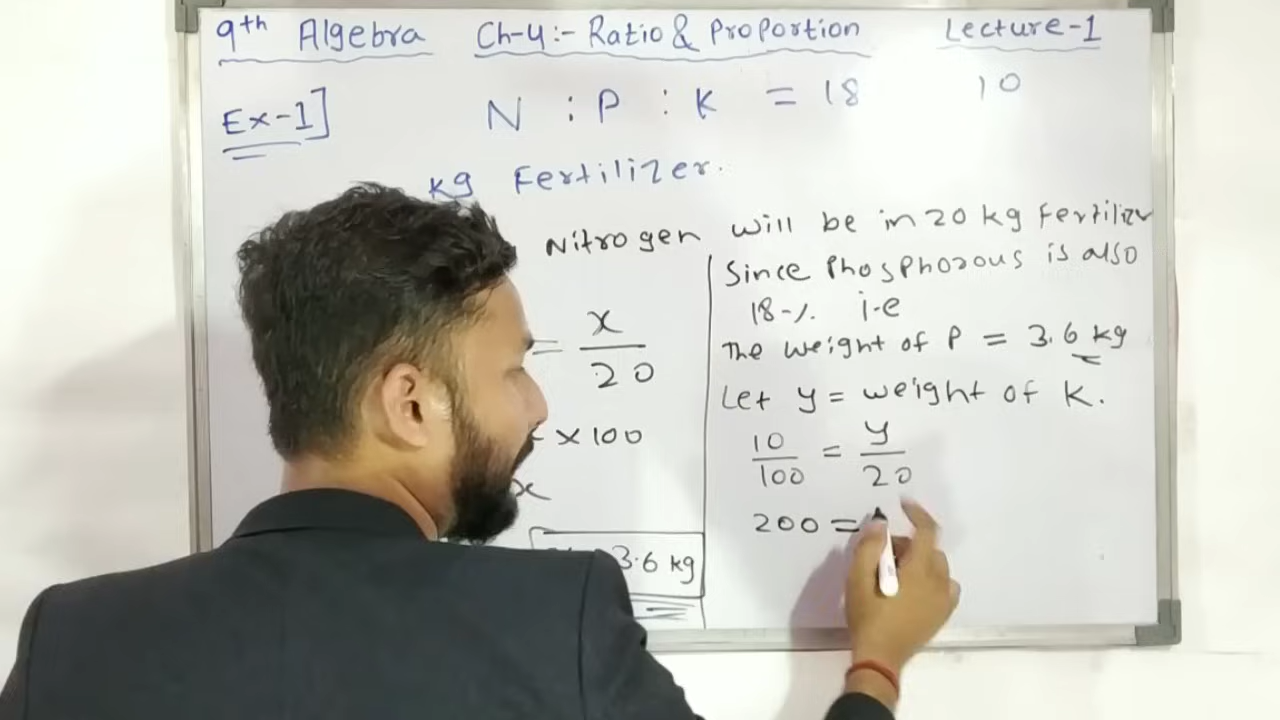 9th Algebra Ch-4:- Ratio & Proportion Lecture-1
Ex-1] N : P : K = 18 10
kg Fertilizer.
Nitrogen will be in 20 kg Fertilizer
= x/20
x 100
x
3.6 kg
Since Phosphorous is also
18-/. i-e
The weight of P = 3.6 kg
Let y = weight of K.
10/100 = y/20
200 =